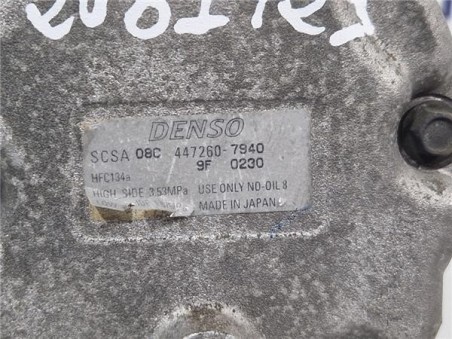 DENSO
SCSA 08C 447260-7940
9F 0230
HFC134a
HIGH SIDE 3.53MPa USE ONLY ND-OIL 8
MADE IN JAPAN